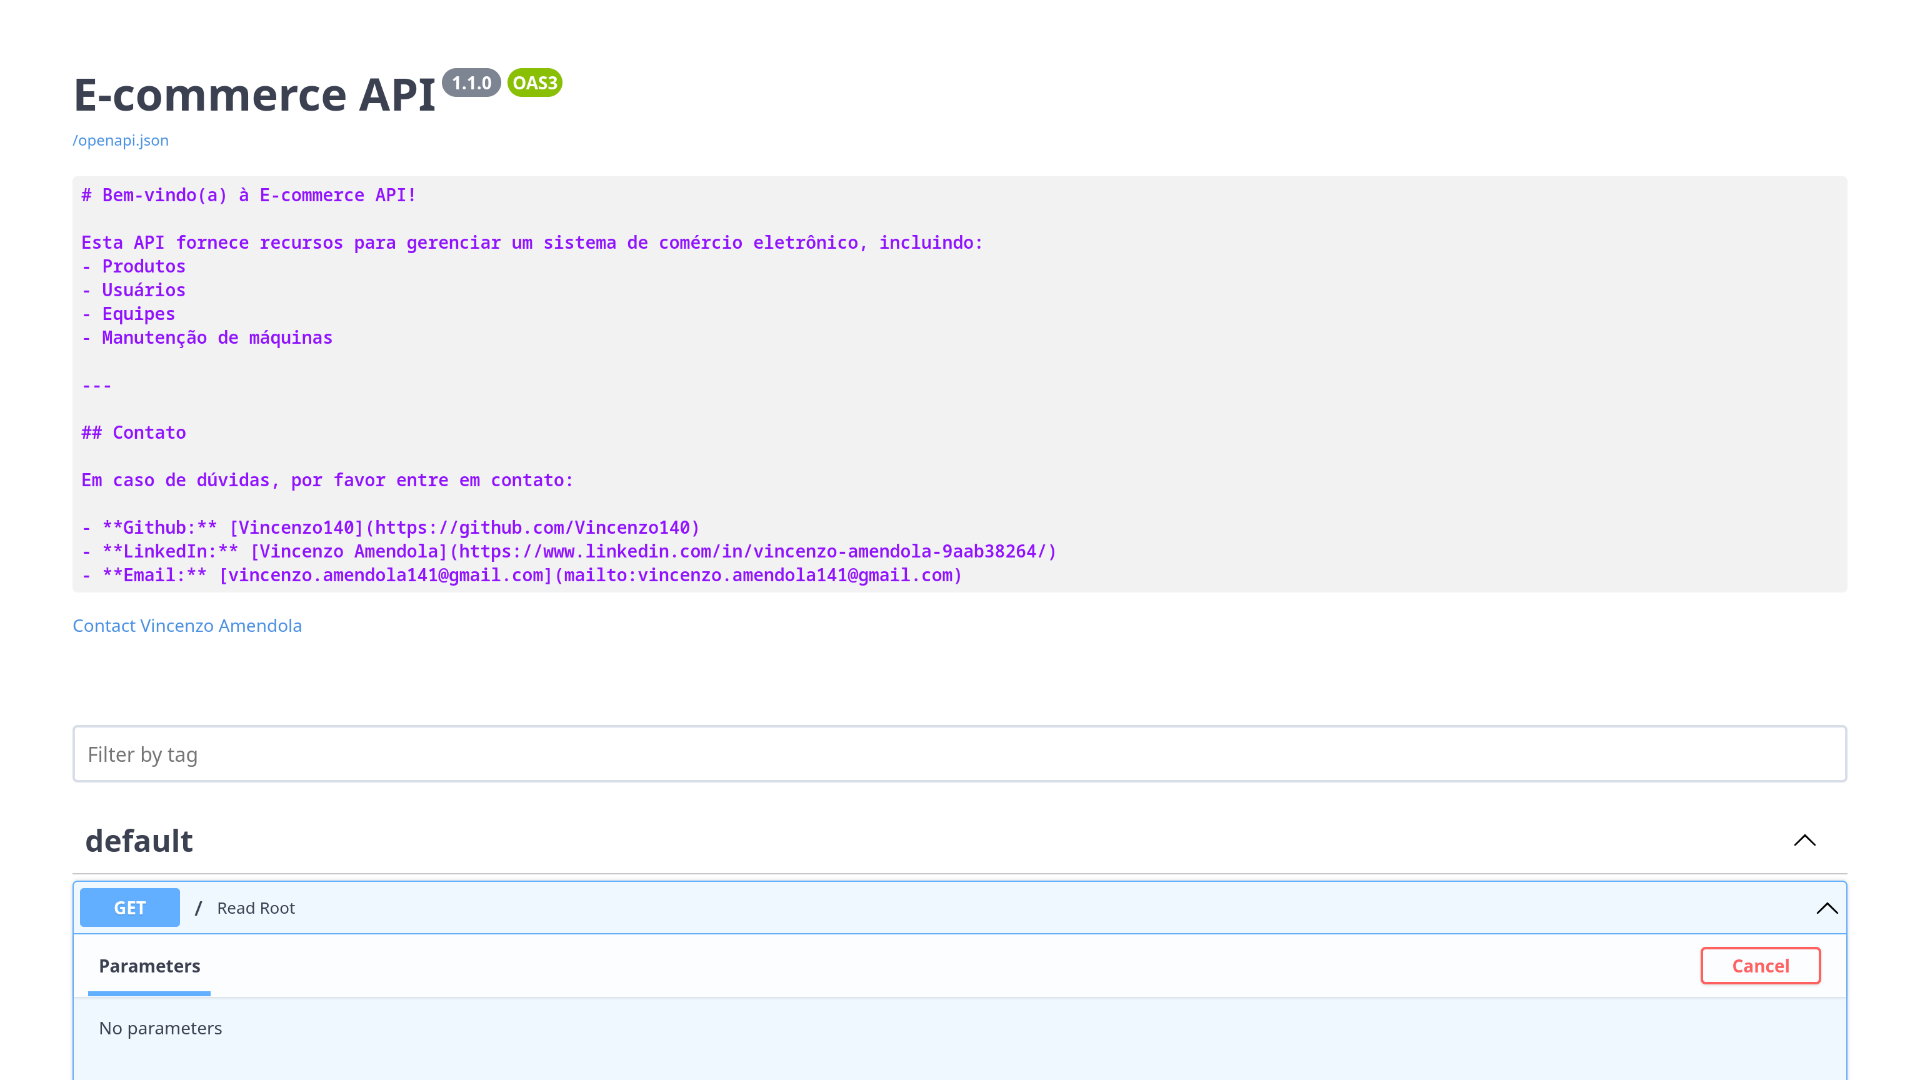 E-commerce API 1.1.0 OAS3
/openapi.json
# Bem-vindo(a) à E-commerce API!
Esta API fornece recursos para gerenciar um sistema de comércio eletrônico, incluindo:
- Produtos
- Usuários
- Equipes
- Manutenção de máquinas
---
## Contato
Em caso de dúvidas, por favor entre em contato:
- **Github:** [Vincenzo140](https://github.com/Vincenzo140)
- **LinkedIn:** [Vincenzo Amendola](https://www.linkedin.com/in/vincenzo-amendola-9aab38264/)
- **Email:** [vincenzo.amendola141@gmail.com](mailto:vincenzo.amendola141@gmail.com)
Contact Vincenzo Amendola
Filter by tag
default
GET / Read Root
Parameters Cancel
No parameters